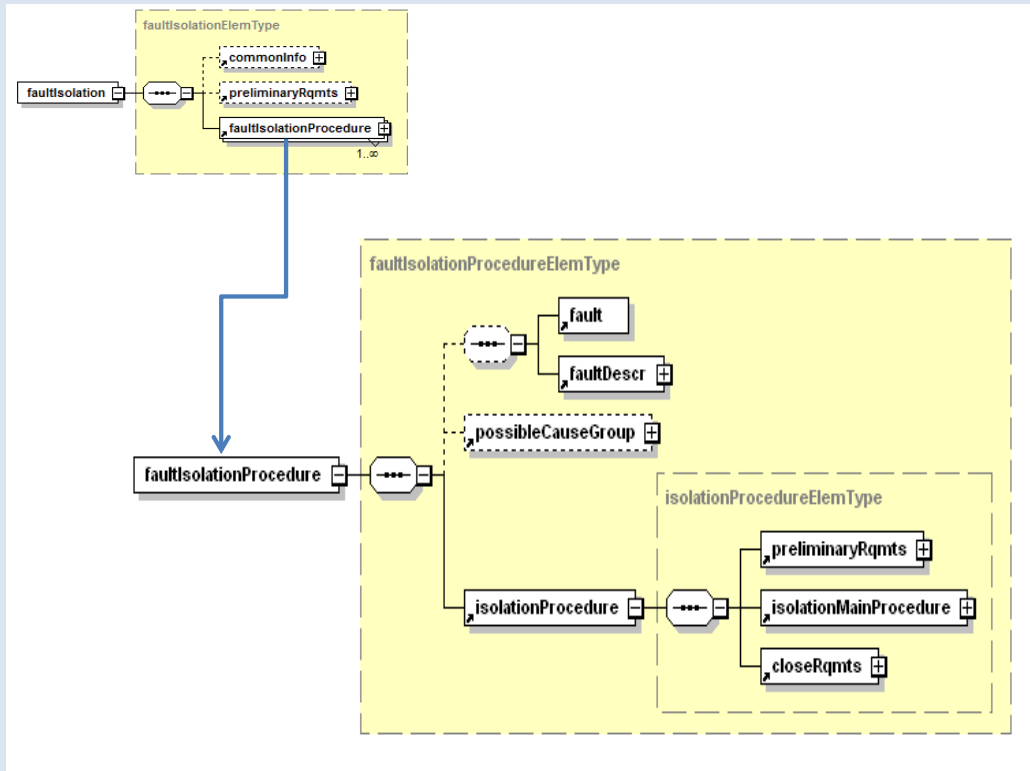 faultIsolationElemType
commonInfo
faultIsolation
preliminaryRqmts
faultIsolationProcedure
1..∞
faultIsolationProcedureElemType
fault
faultDescr
possibleCauseGroup
faultIsolationProcedure
isolationProcedureElemType
preliminaryRqmts
isolationProcedure
isolationMainProcedure
closeRqmts